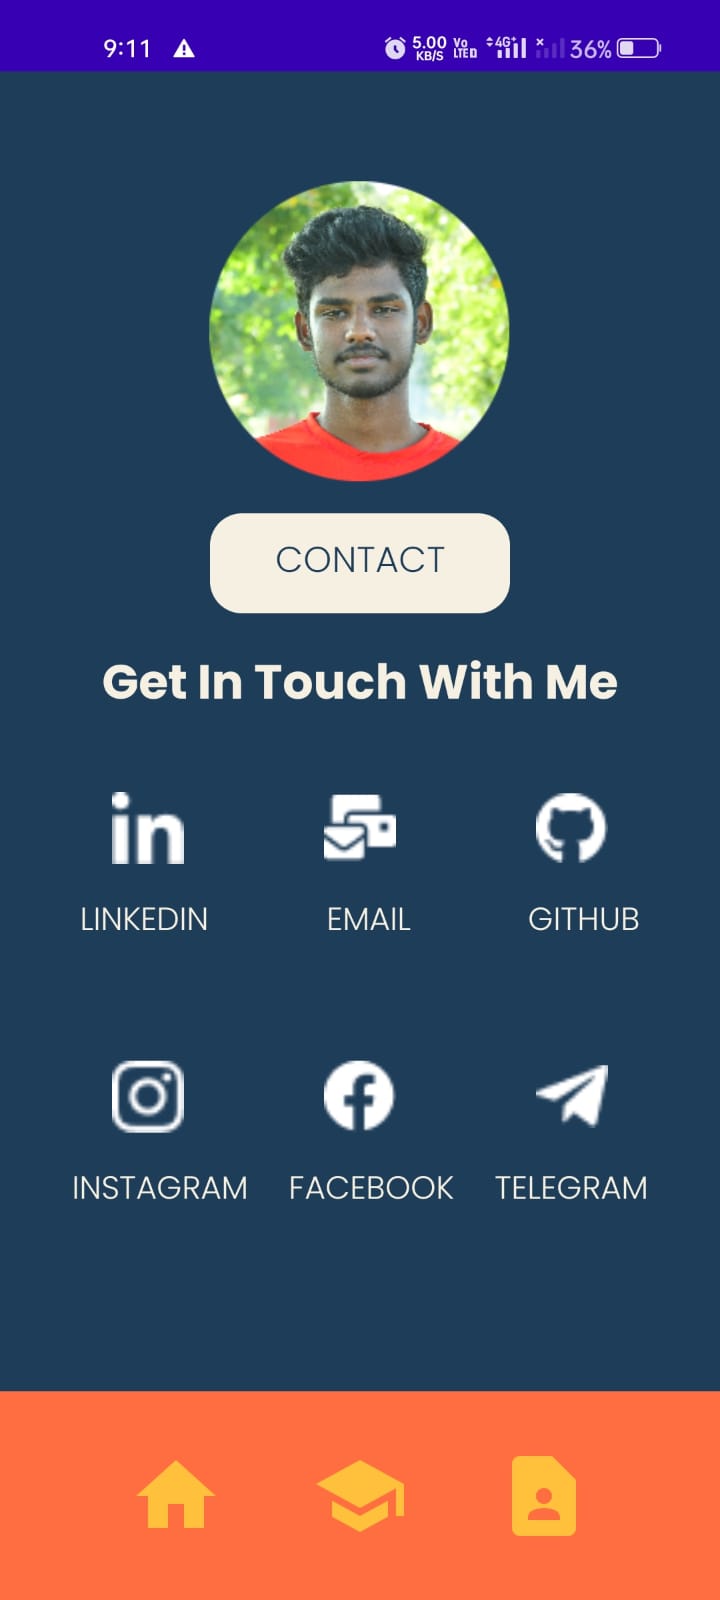 9:11 5.00 KB/S Vo LTE 4G+ 36%
CONTACT
Get In Touch With Me
in
LINKEDIN EMAIL GITHUB
INSTAGRAM FACEBOOK TELEGRAM